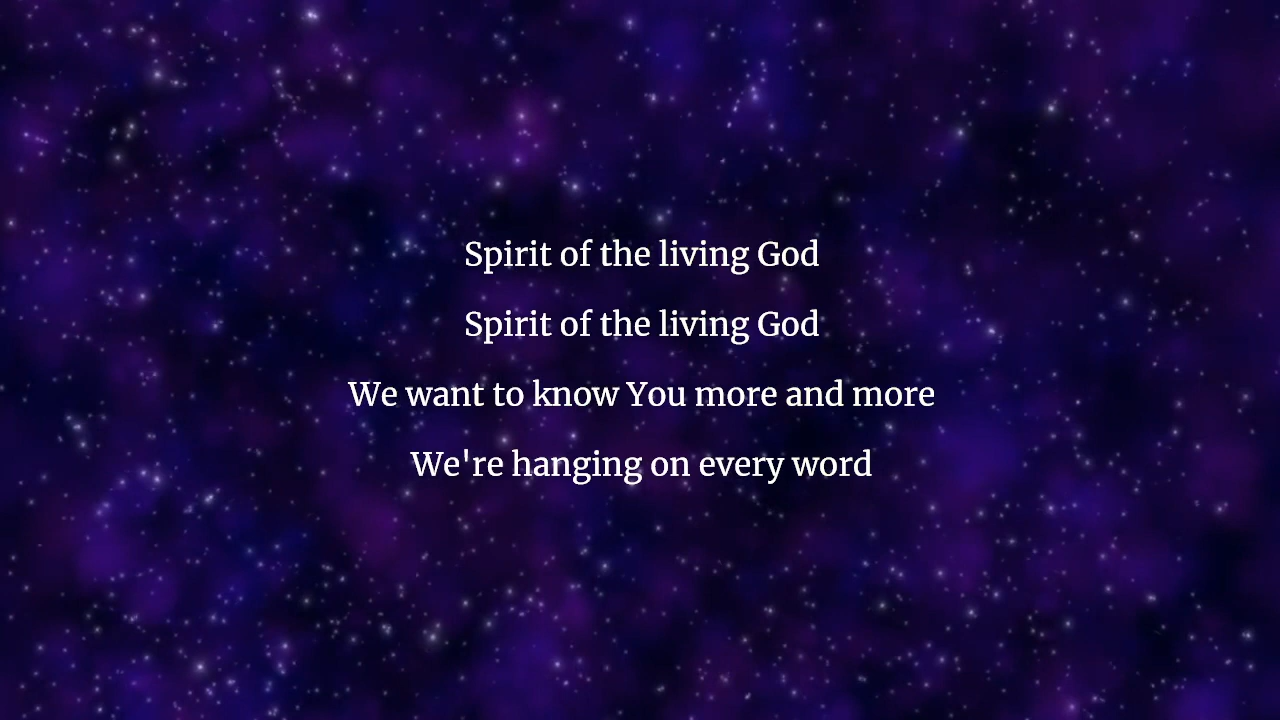 Spirit of the living God
Spirit of the living God
We want to know You more and more
We're hanging on every word